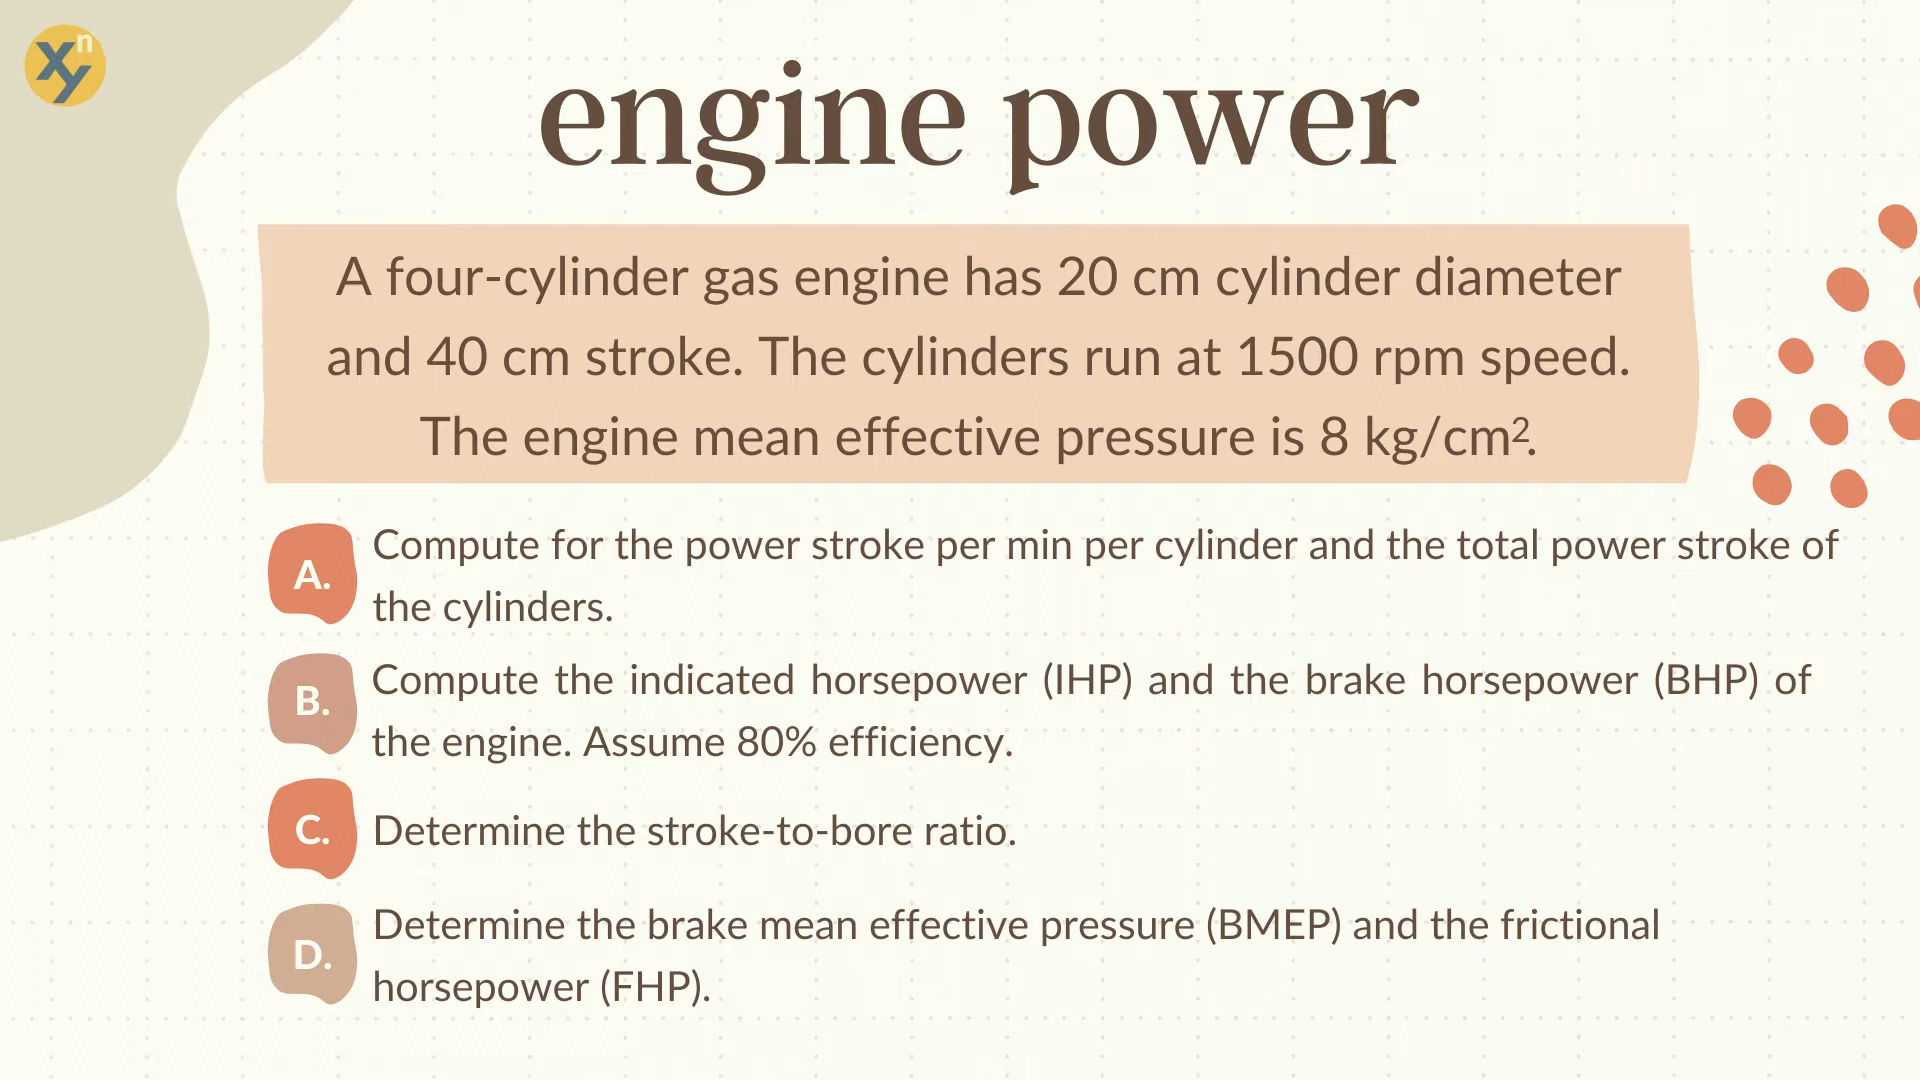 xyⁿ
engine power
A four-cylinder gas engine has 20 cm cylinder diameter
and 40 cm stroke. The cylinders run at 1500 rpm speed.
The engine mean effective pressure is 8 kg/cm².
A. Compute for the power stroke per min per cylinder and the total power stroke of
the cylinders.
B. Compute the indicated horsepower (IHP) and the brake horsepower (BHP) of
the engine. Assume 80% efficiency.
C. Determine the stroke-to-bore ratio.
D. Determine the brake mean effective pressure (BMEP) and the frictional
horsepower (FHP).